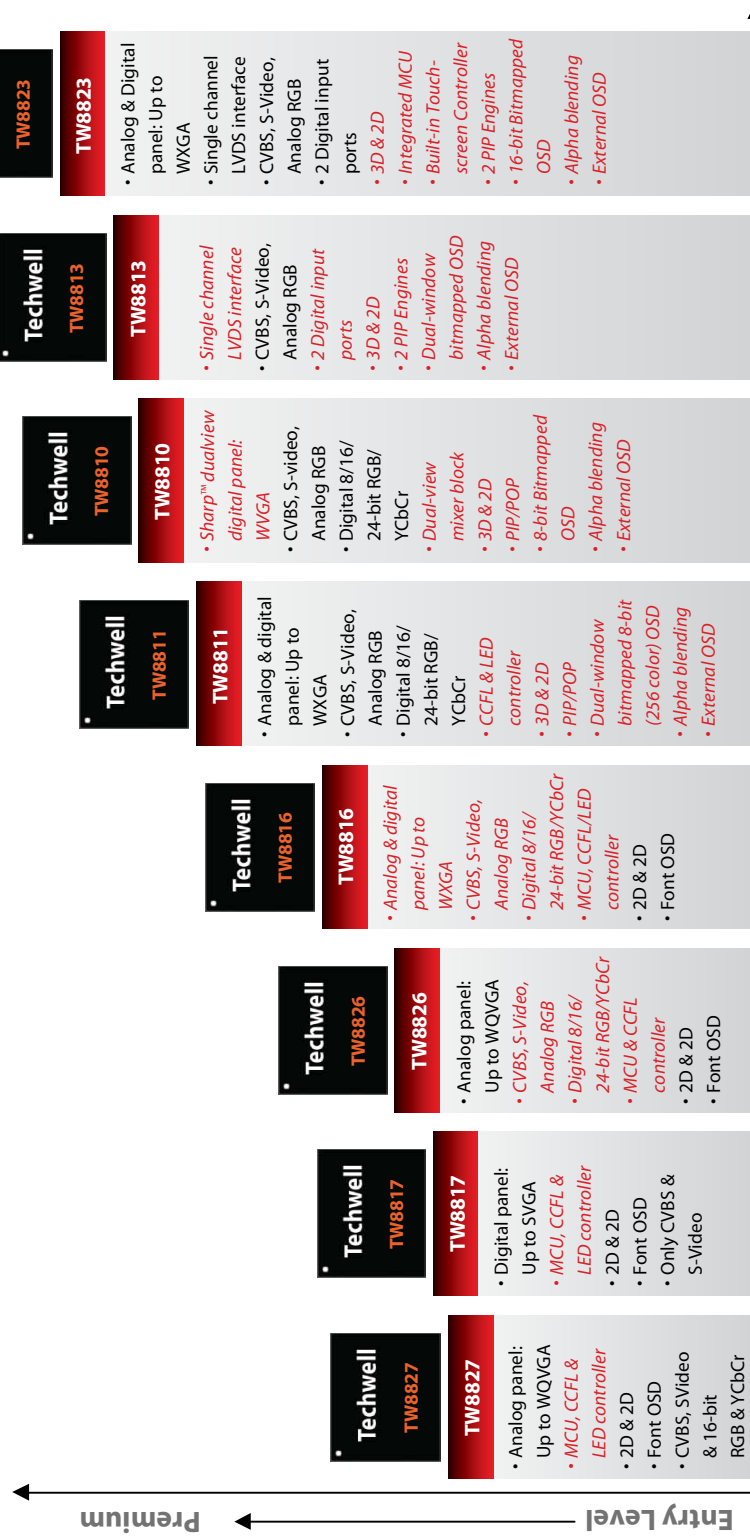 Premium
Entry Level
Techwell
TW8827
TW8827
• Analog panel:
Up to WQVGA
• MCU, CCFL &
LED controller
• 2D & 2D
• Font OSD
• CVBS, SVideo
& 16-bit
RGB & YCbCr
Techwell
TW8817
TW8817
• Digital panel:
Up to SVGA
• MCU, CCFL &
LED controller
• 2D & 2D
• Font OSD
• Only CVBS &
S-Video
Techwell
TW8826
TW8826
• Analog panel:
Up to WQVGA
• CVBS, S-Video,
Analog RGB
• Digital 8/16/
24-bit RGB/YCbCr
• MCU & CCFL
controller
• 2D & 2D
• Font OSD
Techwell
TW8816
TW8816
• Analog & digital
panel: Up to
WXGA
• CVBS, S-Video,
Analog RGB
• Digital 8/16/
24-bit RGB/YCbCr
• MCU, CCFL/LED
controller
• 2D & 2D
• Font OSD
Techwell
TW8811
TW8811
• Analog & digital
panel: Up to
WXGA
• CVBS, S-Video,
Analog RGB
• Digital 8/16/
24-bit RGB/
YCbCr
• CCFL & LED
controller
• 3D & 2D
• PIP/POP
• Dual-window
bitmapped 8-bit
(256 color) OSD
• Alpha blending
• External OSD
Techwell
TW8810
TW8810
• Sharp™ dualview
digital panel:
WVGA
• CVBS, S-video,
Analog RGB
• Digital 8/16/
24-bit RGB/
YCbCr
• Dual-view
mixer block
• 3D & 2D
• PIP/POP
• 8-bit Bitmapped
OSD
• Alpha blending
• External OSD
Techwell
TW8813
TW8813
• Single channel
LVDS interface
• CVBS, S-Video,
Analog RGB
• 2 Digital input
ports
• 3D & 2D
• 2 PIP Engines
• Dual-window
bitmapped OSD
• Alpha blending
• External OSD
TW8823
TW8823
• Analog & Digital
panel: Up to
WXGA
• Single channel
LVDS interface
• CVBS, S-Video,
Analog RGB
• 2 Digital input
ports
• 3D & 2D
• Integrated MCU
• Built-in Touch-
screen Controller
• 2 PIP Engines
• 16-bit Bitmapped
OSD
• Alpha blending
• External OSD